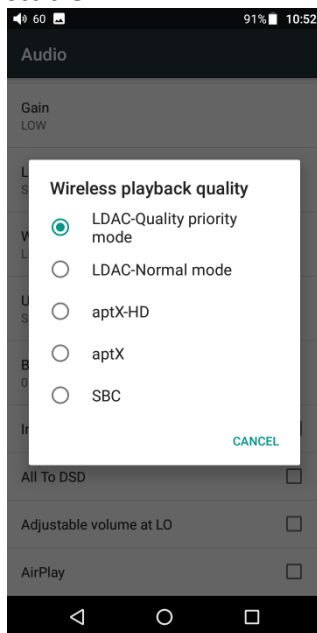 60 91% 10:52
Audio
Gain
LOW
Wireless playback quality
LDAC-Quality priority
mode
LDAC-Normal mode
aptX-HD
aptX
SBC
CANCEL
All To DSD
Adjustable volume at LO
AirPlay